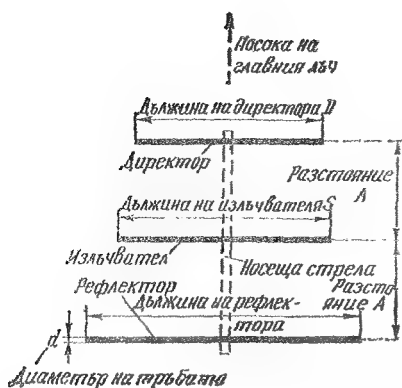 Посока на
главния лъч
Дължина на директора D
Директор
Разстояние
A
Дължина на излъчвателя S
Излъчвател
Носеща стрела
Рефлектор
Дължина на рефлек-
тора
Разсто-
яние A
d
Диаметър на тръбата